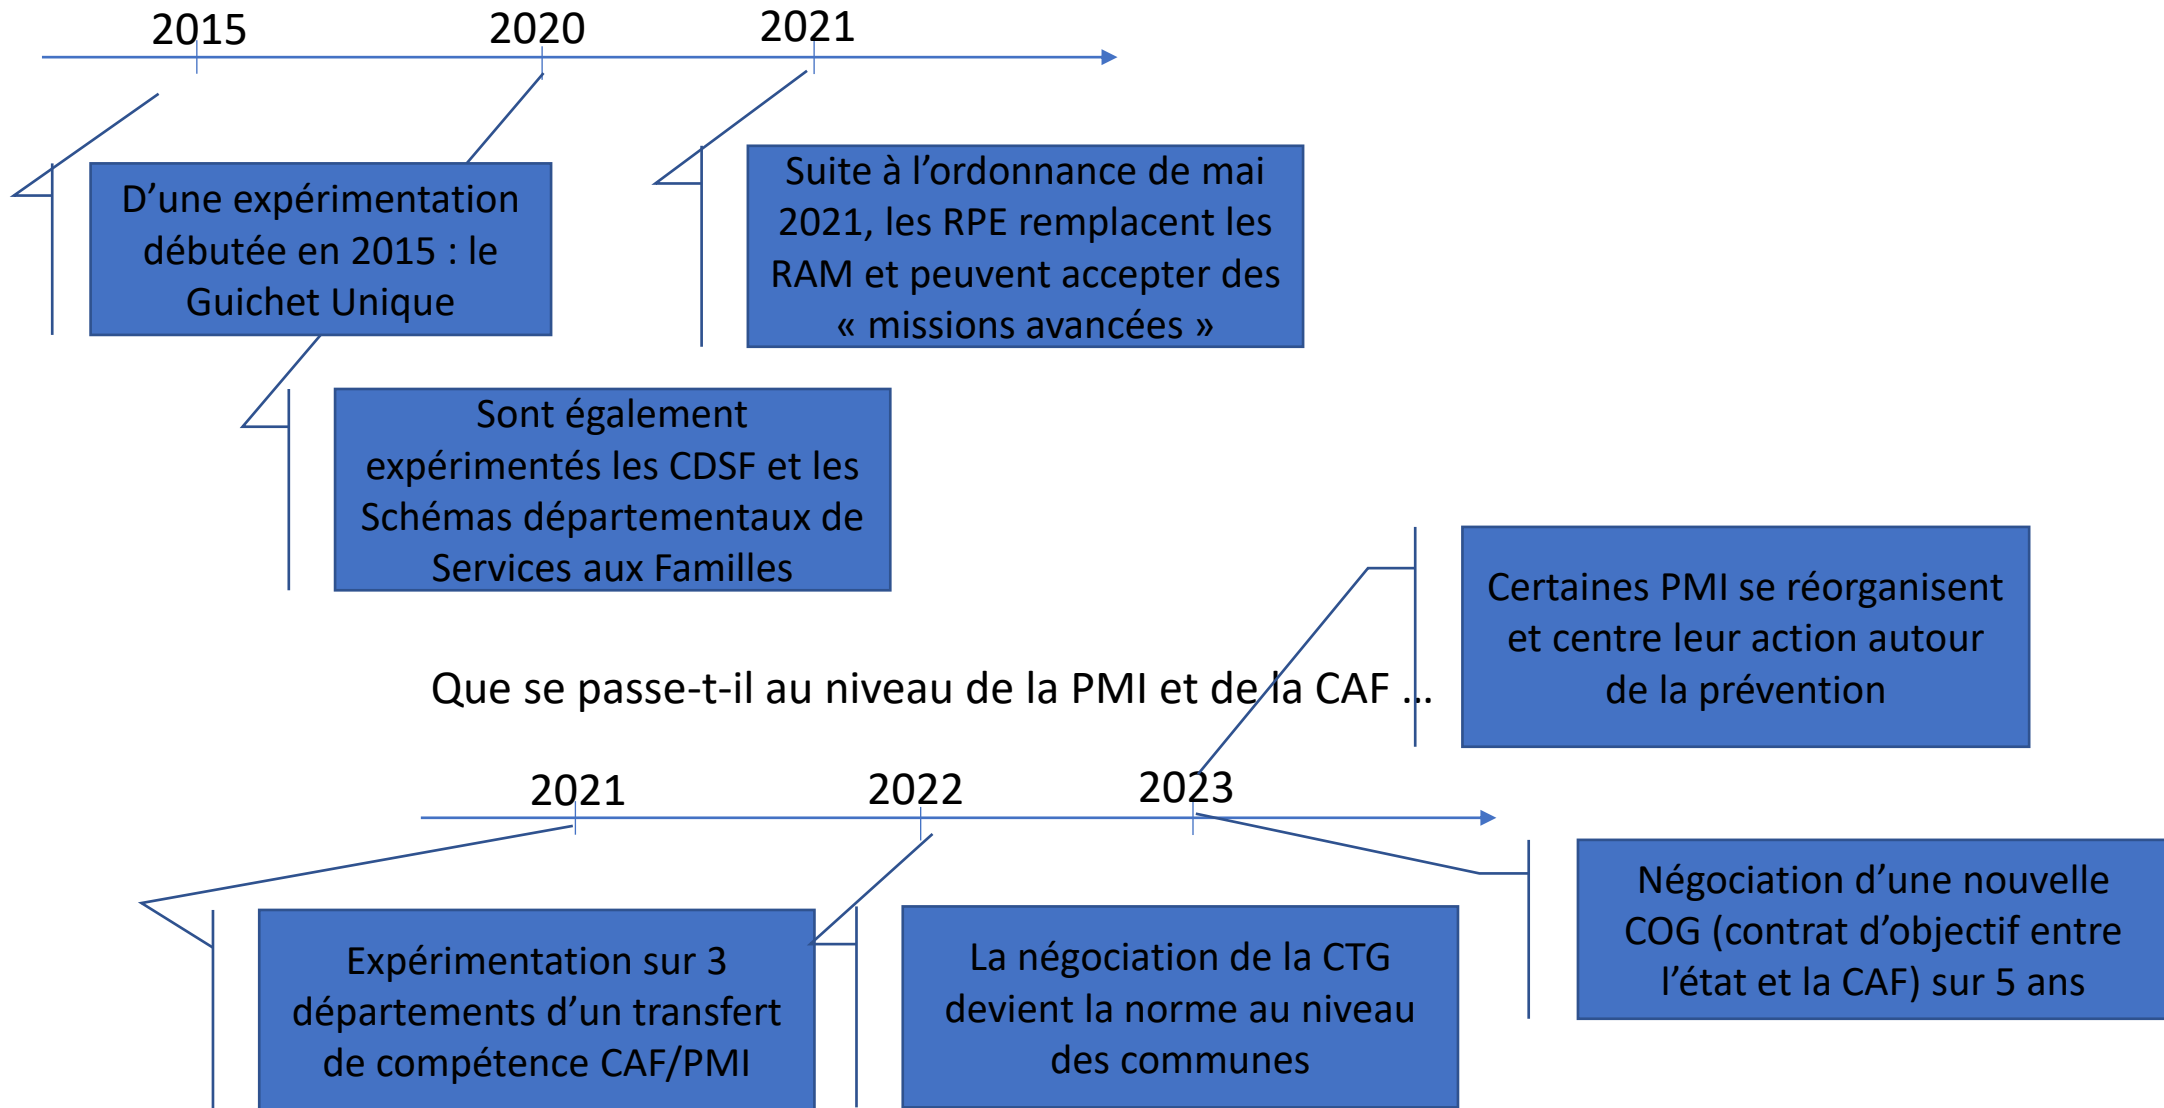 2015
2020
2021
D’une expérimentation
débutée en 2015 : le
Guichet Unique
Suite à l’ordonnance de mai
2021, les RPE remplacent les
RAM et peuvent accepter des
« missions avancées »
Sont également
expérimentés les CDSF et les
Schémas départementaux de
Services aux Familles
Certaines PMI se réorganisent
et centre leur action autour
de la prévention
Que se passe-t-il au niveau de la PMI et de la CAF …
2021
2022
2023
Expérimentation sur 3
départements d’un transfert
de compétence CAF/PMI
La négociation de la CTG
devient la norme au niveau
des communes
Négociation d’une nouvelle
COG (contrat d’objectif entre
l’état et la CAF) sur 5 ans